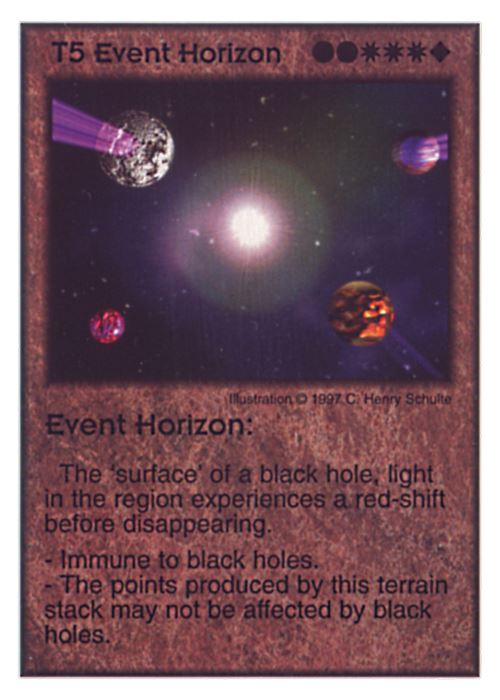 T5 Event Horizon
Illustration © 1997 C. Henry Schulte
Event Horizon:
The 'surface' of a black hole, light
in the region experiences a red-shift
before disappearing.
- Immune to black holes.
- The points produced by this terrain
stack may not be affected by black
holes.